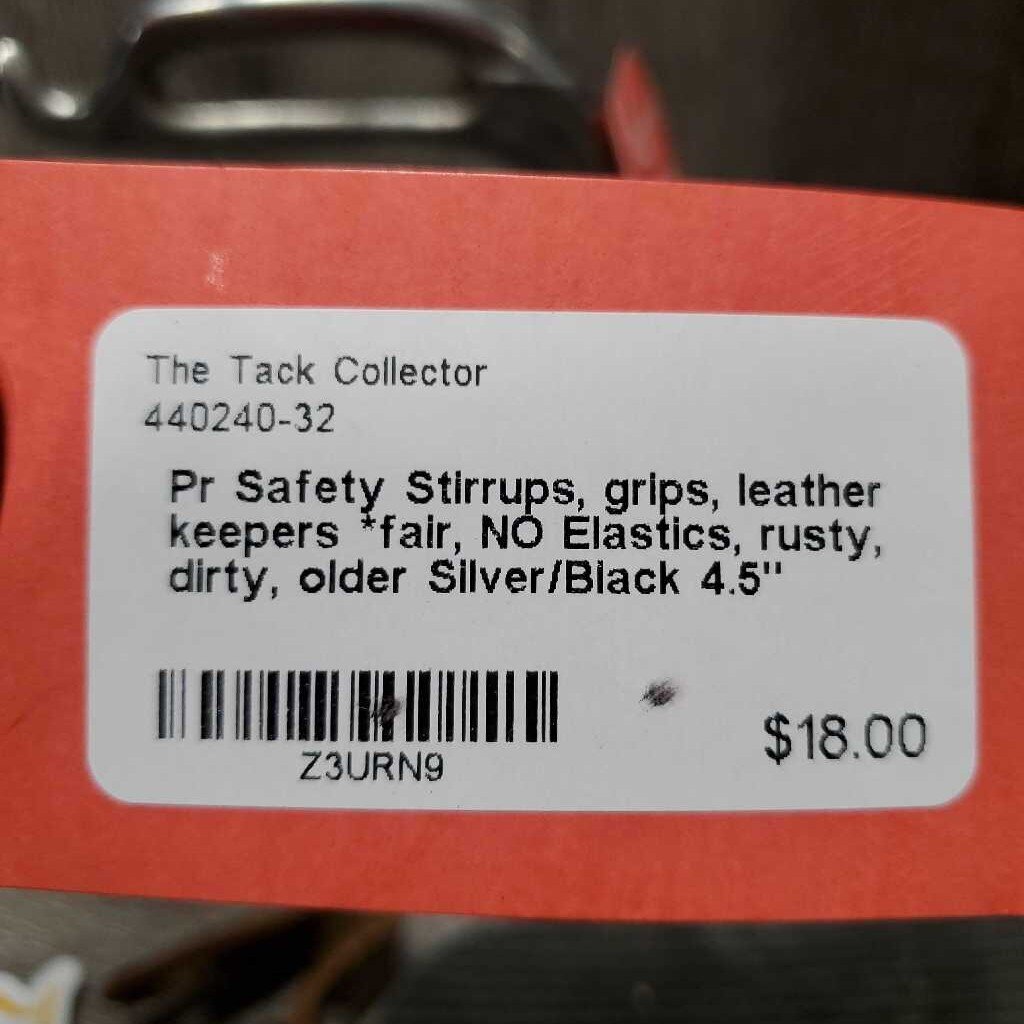 The Tack Collector
440240-32
Pr Safety Stirrups, grips, leather
keepers *fair, NO Elastics, rusty,
dirty, older Silver/Black 4.5"
Z3URN9
$18.00